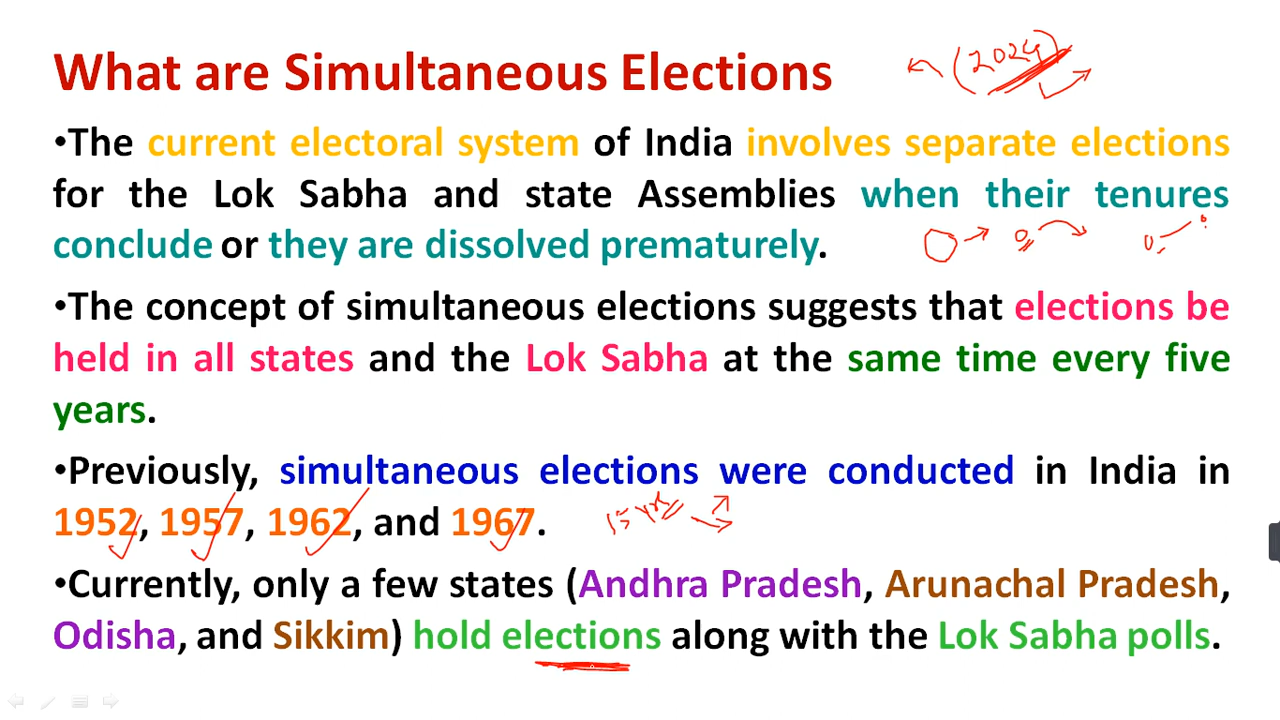 What are Simultaneous Elections
(2024)
•The current electoral system of India involves separate elections
for the Lok Sabha and state Assemblies when their tenures
conclude or they are dissolved prematurely.
•The concept of simultaneous elections suggests that elections be
held in all states and the Lok Sabha at the same time every five
years.
•Previously, simultaneous elections were conducted in India in
1952, 1957, 1962, and 1967.
15 yrs
•Currently, only a few states (Andhra Pradesh, Arunachal Pradesh,
Odisha, and Sikkim) hold elections along with the Lok Sabha polls.